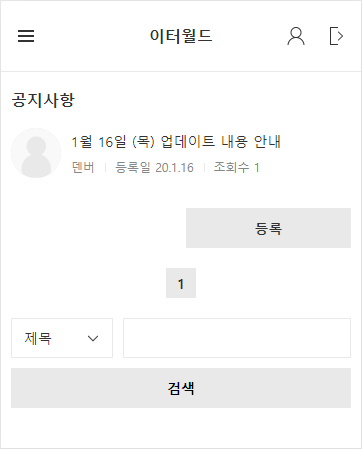 이터월드
공지사항
1월 16일 (목) 업데이트 내용 안내
덴버 등록일 20.1.16 조회수 1
등록
1
제목
검색